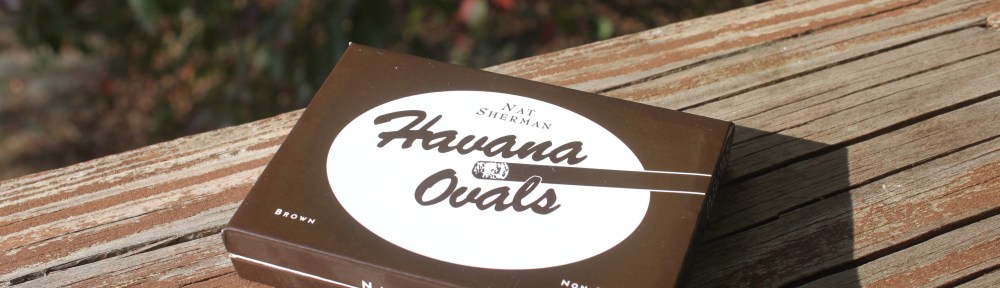 NAT
SHERMAN
Havana
Ovals
BROWN